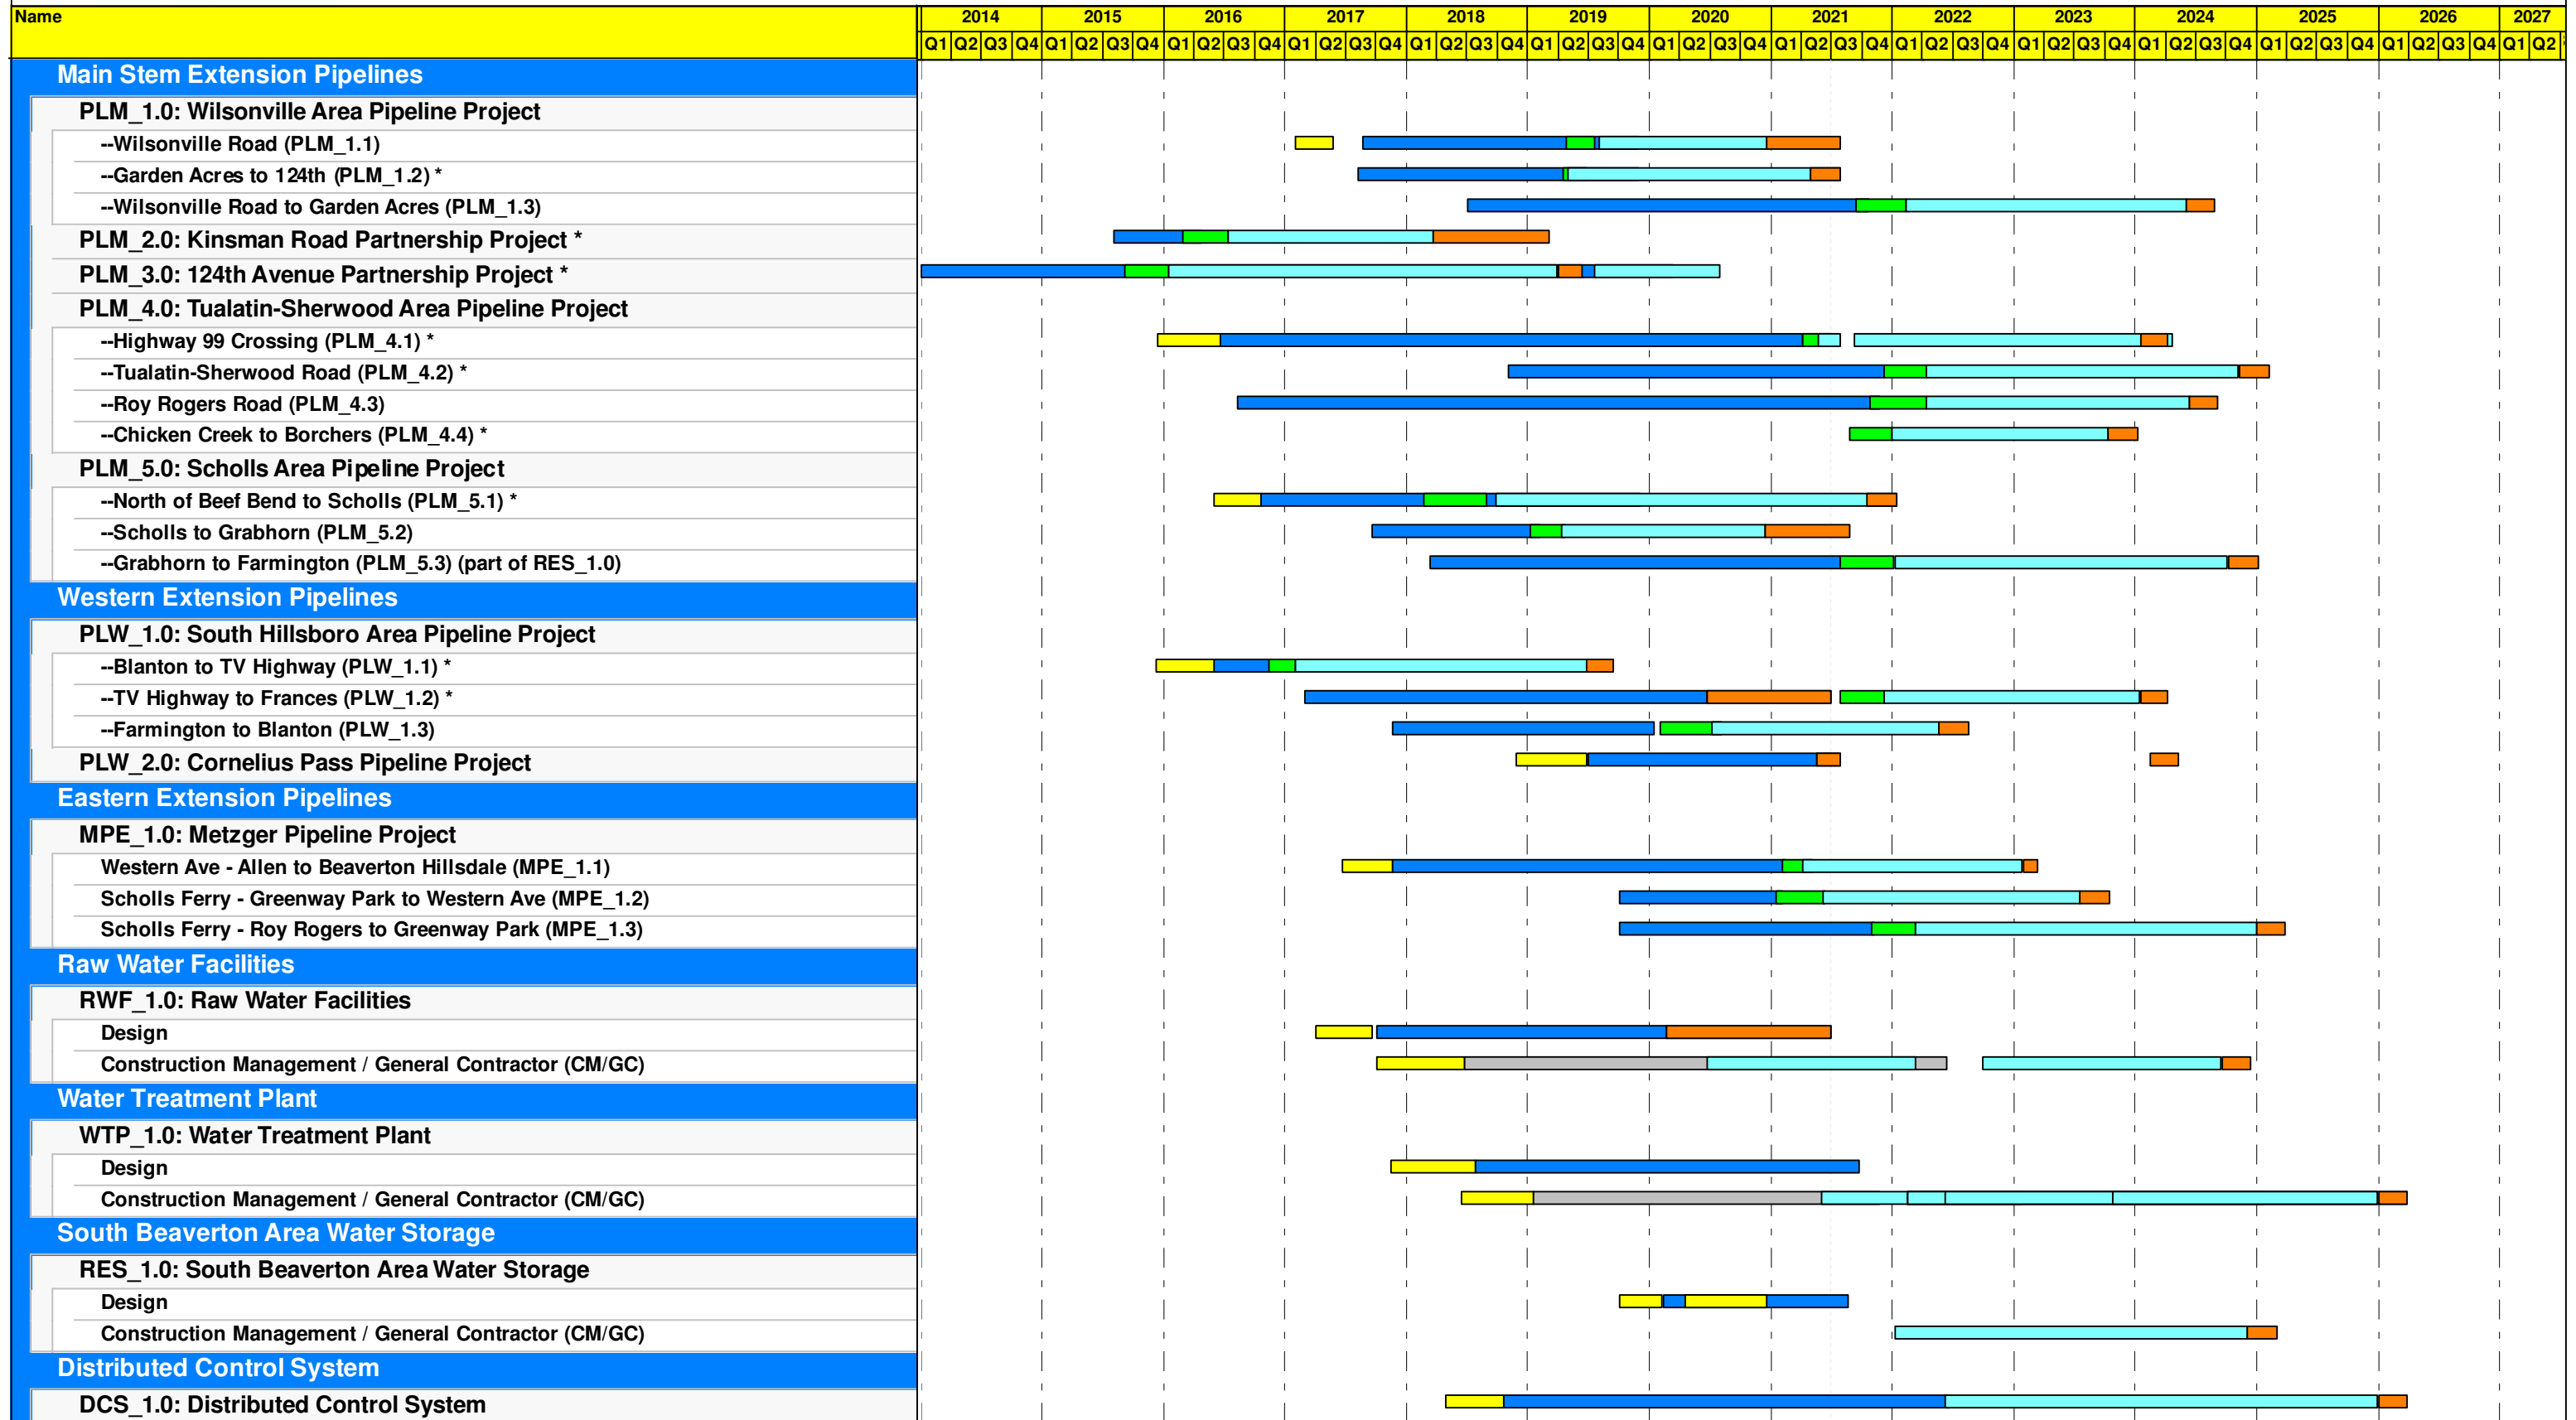 Name 2014 2015 2016 2017 2018 2019 2020 2021 2022 2023 2024 2025 2026 2027
Q1 Q2 Q3 Q4 Q1 Q2 Q3 Q4 Q1 Q2 Q3 Q4 Q1 Q2 Q3 Q4 Q1 Q2 Q3 Q4 Q1 Q2 Q3 Q4 Q1 Q2 Q3 Q4 Q1 Q2 Q3 Q4 Q1 Q2 Q3 Q4 Q1 Q2 Q3 Q4 Q1 Q2 Q3 Q4 Q1 Q2 Q3 Q4 Q1 Q2 Q3 Q4 Q1 Q2
Main Stem Extension Pipelines
PLM_1.0: Wilsonville Area Pipeline Project
--Wilsonville Road (PLM_1.1)
--Garden Acres to 124th (PLM_1.2) *
--Wilsonville Road to Garden Acres (PLM_1.3)
PLM_2.0: Kinsman Road Partnership Project *
PLM_3.0: 124th Avenue Partnership Project *
PLM_4.0: Tualatin-Sherwood Area Pipeline Project
--Highway 99 Crossing (PLM_4.1) *
--Tualatin-Sherwood Road (PLM_4.2) *
--Roy Rogers Road (PLM_4.3)
--Chicken Creek to Borchers (PLM_4.4) *
PLM_5.0: Scholls Area Pipeline Project
--North of Beef Bend to Scholls (PLM_5.1) *
--Scholls to Grabhorn (PLM_5.2)
--Grabhorn to Farmington (PLM_5.3) (part of RES_1.0)
Western Extension Pipelines
PLW_1.0: South Hillsboro Area Pipeline Project
--Blanton to TV Highway (PLW_1.1) *
--TV Highway to Frances (PLW_1.2) *
--Farmington to Blanton (PLW_1.3)
PLW_2.0: Cornelius Pass Pipeline Project
Eastern Extension Pipelines
MPE_1.0: Metzger Pipeline Project
Western Ave - Allen to Beaverton Hillsdale (MPE_1.1)
Scholls Ferry - Greenway Park to Western Ave (MPE_1.2)
Scholls Ferry - Roy Rogers to Greenway Park (MPE_1.3)
Raw Water Facilities
RWF_1.0: Raw Water Facilities
Design
Construction Management / General Contractor (CM/GC)
Water Treatment Plant
WTP_1.0: Water Treatment Plant
Design
Construction Management / General Contractor (CM/GC)
South Beaverton Area Water Storage
RES_1.0: South Beaverton Area Water Storage
Design
Construction Management / General Contractor (CM/GC)
Distributed Control System
DCS_1.0: Distributed Control System